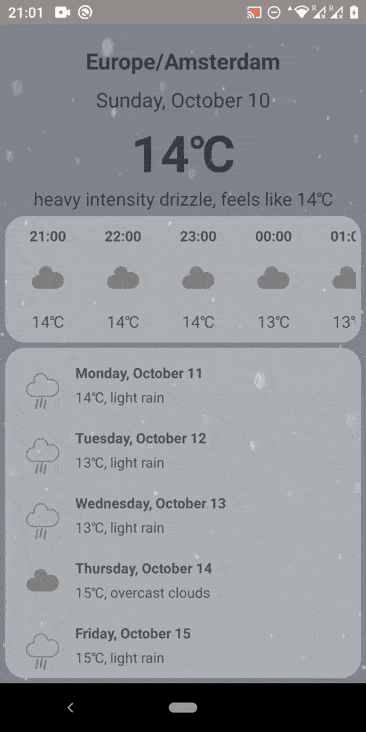 21:01
Europe/Amsterdam
Sunday, October 10
14℃
heavy intensity drizzle, feels like 14℃
21:00 22:00 23:00 00:00 01:0
14℃ 14℃ 14℃ 13℃ 13°
Monday, October 11
14℃, light rain
Tuesday, October 12
13℃, light rain
Wednesday, October 13
13℃, light rain
Thursday, October 14
15℃, overcast clouds
Friday, October 15
15℃, light rain